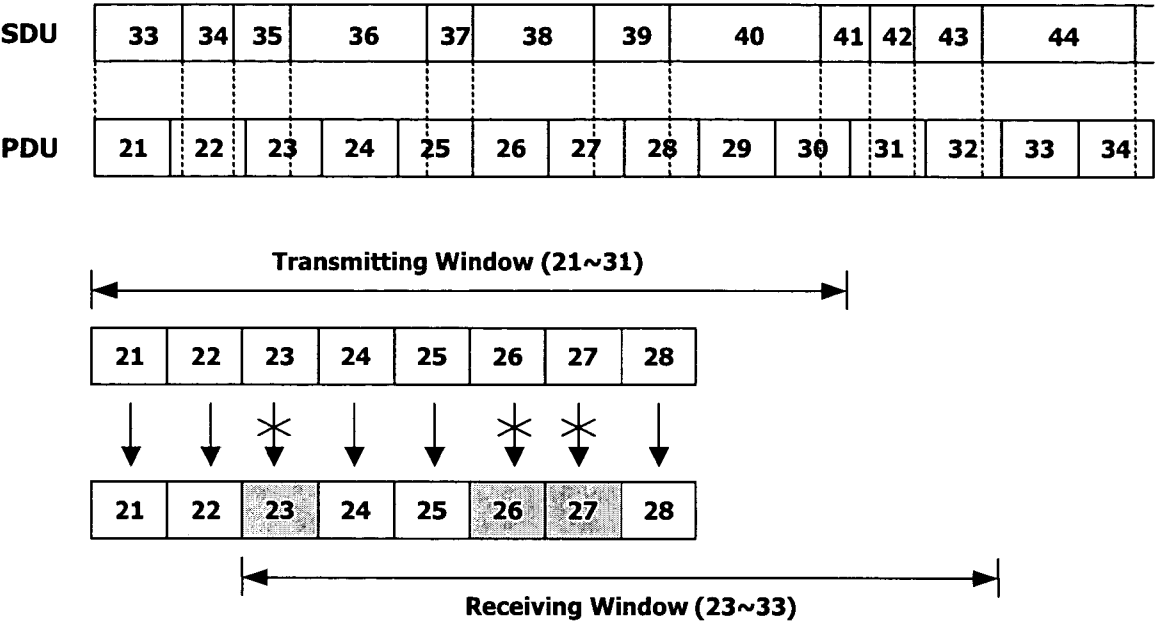 SDU 33 34 35 36 37 38 39 40 41 42 43 44
PDU 21 22 23 24 25 26 27 28 29 30 31 32 33 34
Transmitting Window (21~31)
21 22 23 24 25 26 27 28
21 22 23 24 25 26 27 28
Receiving Window (23~33)